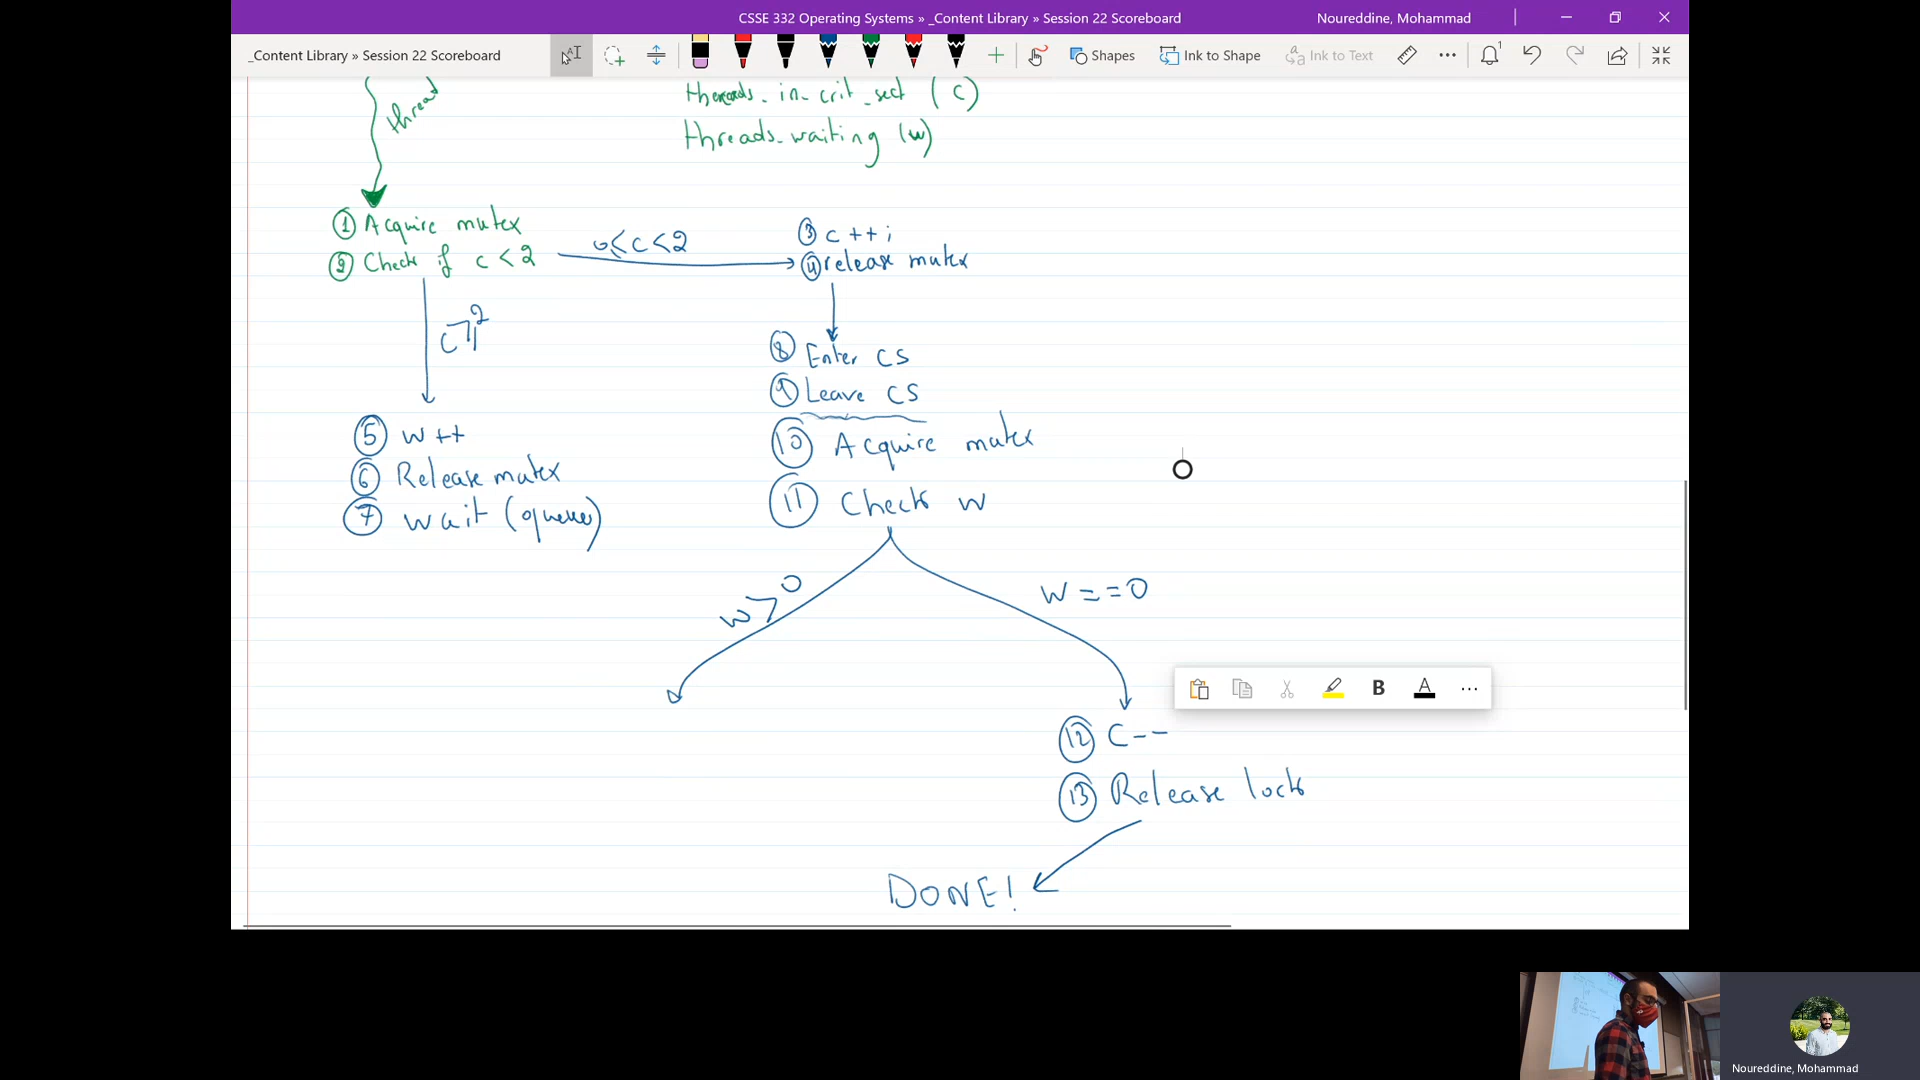 CSSE 332 Operating Systems » _Content Library » Session 22 Scoreboard
Noureddine, Mohammad
_Content Library » Session 22 Scoreboard
Shapes
Ink to Shape
Ink to Text
thread
threads_in_crit_sect (c)
threads_waiting (w)
① Acquire mutex
② Check if c < 2
0 ≤ c < 2
③ c++;
④ release mutex
c ≥ 2
⑧ Enter CS
⑨ Leave CS
⑩ Acquire mutex
⑪ Check w
⑤ w++
⑥ Release mutex
⑦ wait (queue)
w > 0
w == 0
⑫ C--
⑬ Release lock
DONE!
B
A
Noureddine, Mohammad